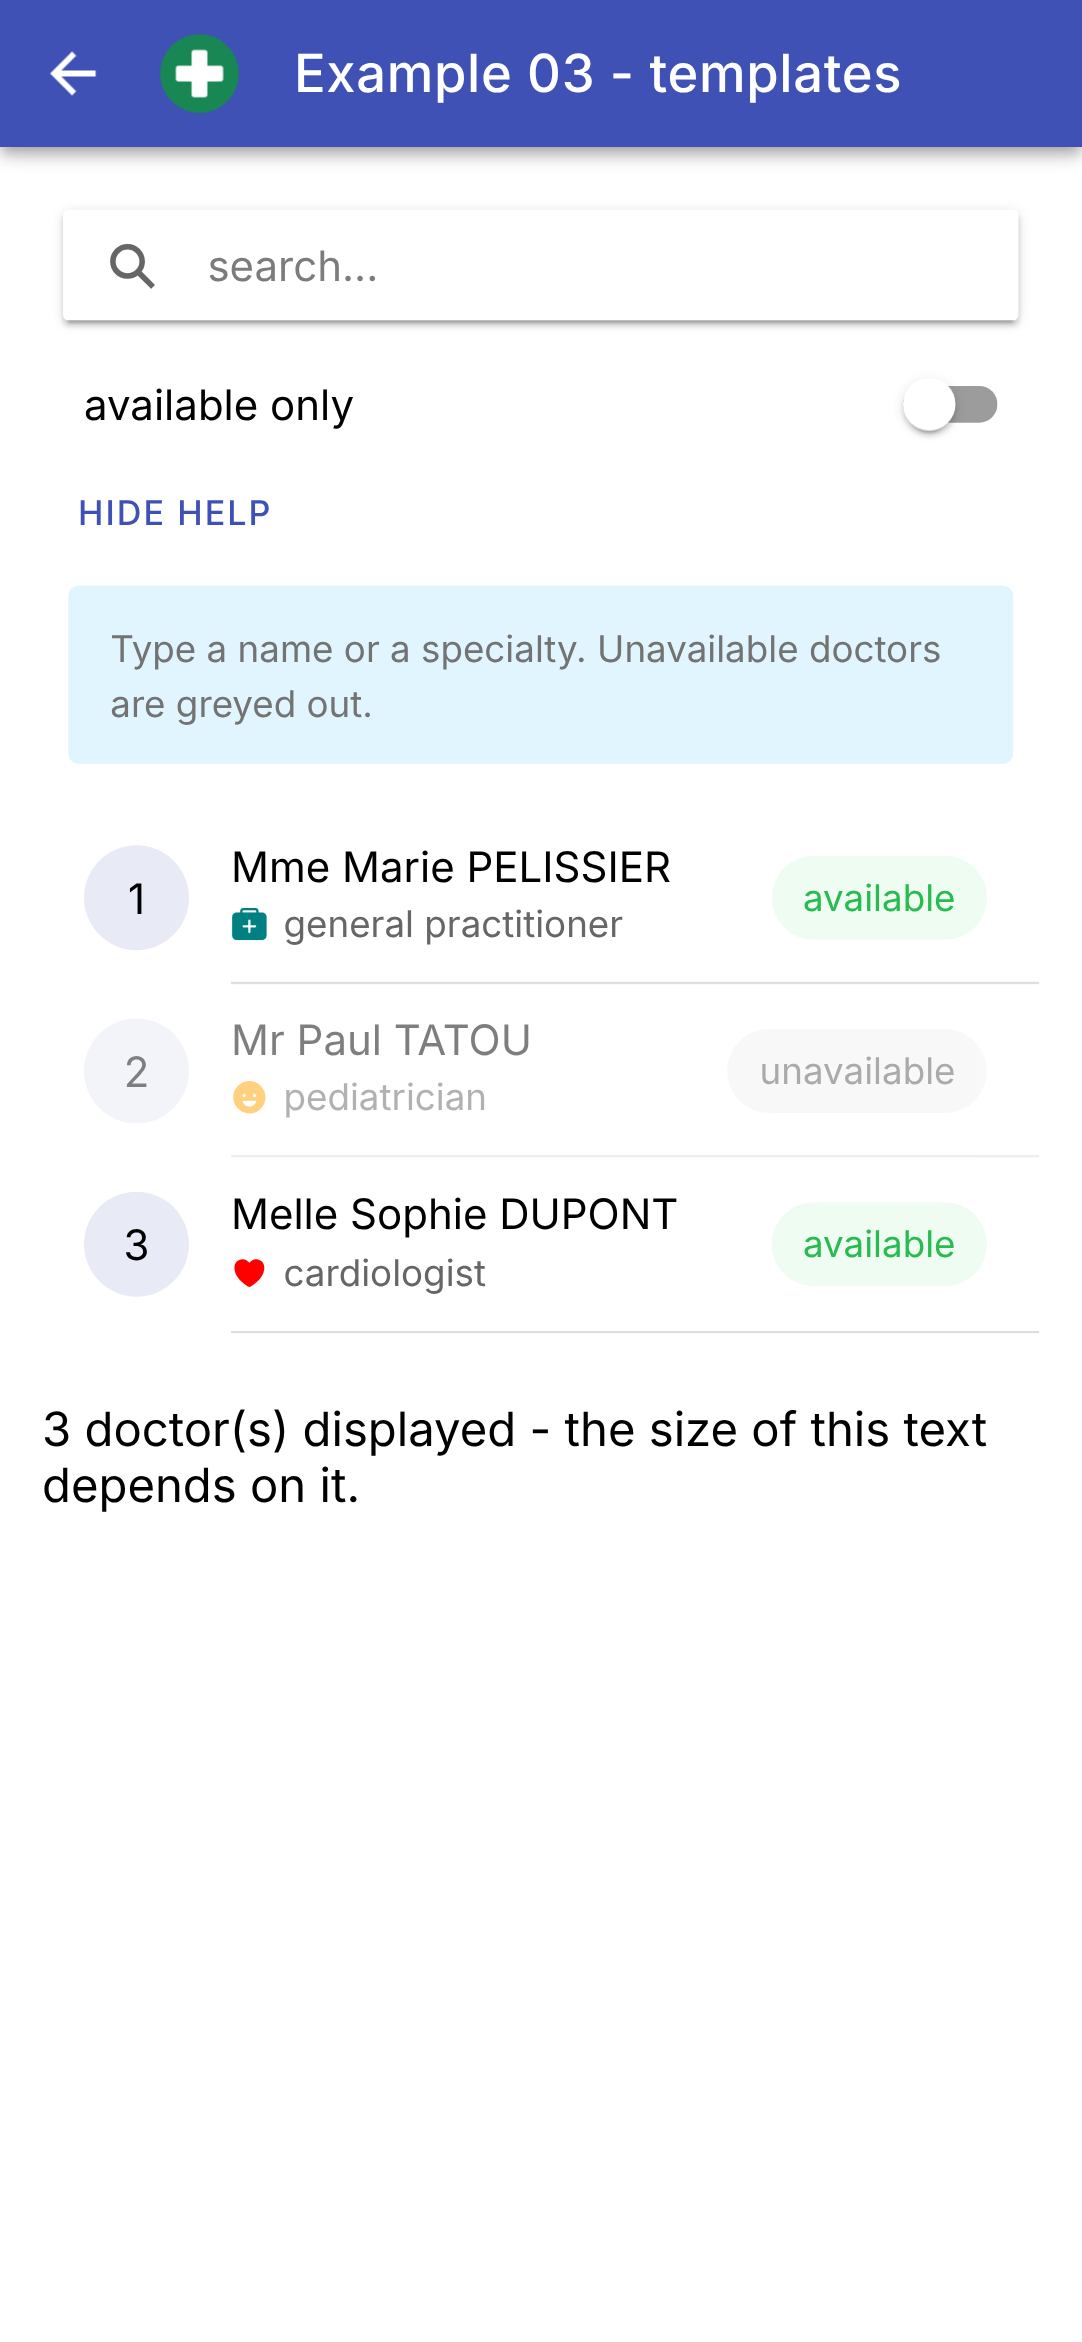 Example 03 - templates
search...
available only
HIDE HELP
Type a name or a specialty. Unavailable doctors
are greyed out.
1
Mme Marie PELISSIER
general practitioner
available
2
Mr Paul TATOU
pediatrician
unavailable
3
Melle Sophie DUPONT
cardiologist
available
3 doctor(s) displayed - the size of this text
depends on it.